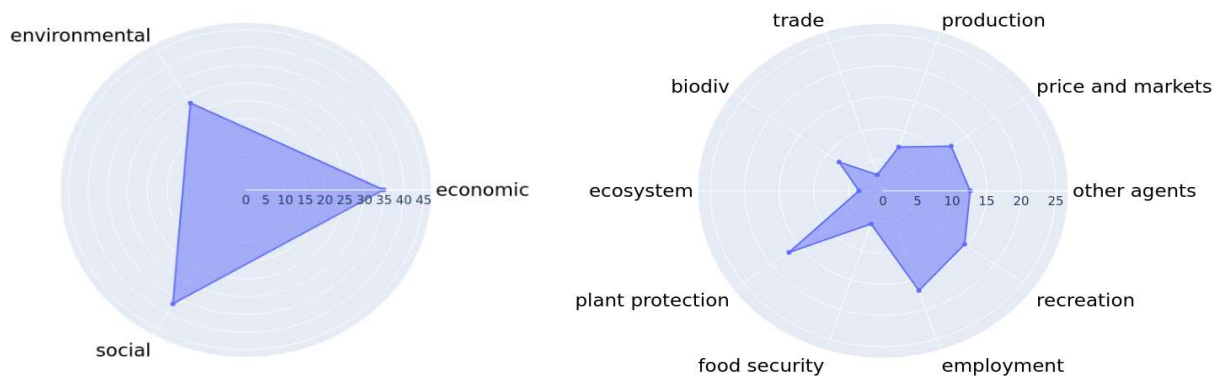 environmental
0 5 10 15 20 25 30 35 40 45
economic
social
trade
production
biodiv
price and markets
ecosystem
0 5 10 15 20 25
other agents
plant protection
recreation
food security
employment